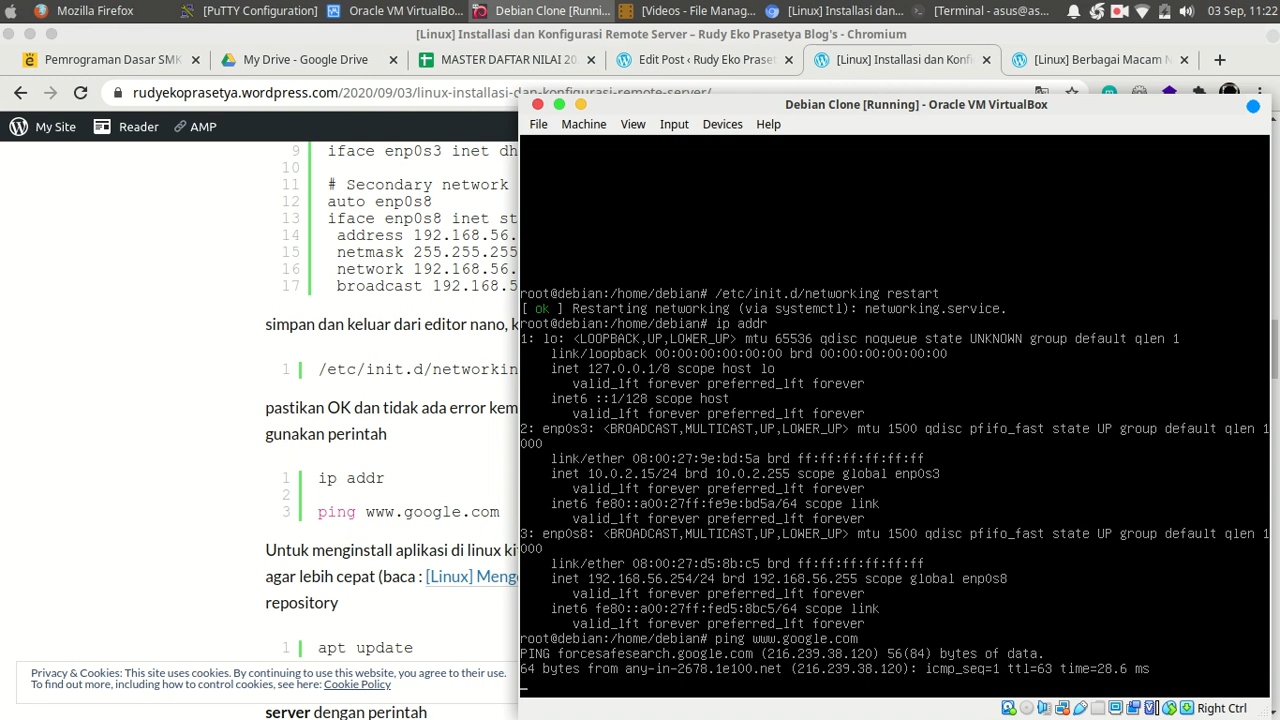 Mozilla Firefox
[PuTTY Configuration]
Oracle VM VirtualBo...
Debian Clone [Runni...
[Videos - File Manag...
[Linux] Installasi dan...
[Terminal - asus@as...
03 Sep, 11:22
[Linux] Installasi dan Konfigurasi Remote Server – Rudy Eko Prasetya Blog's - Chromium
Pemrograman Dasar SMK
My Drive - Google Drive
MASTER DAFTAR NILAI 20
Edit Post ‹ Rudy Eko Praset
[Linux] Installasi dan Konfi
[Linux] Berbagai Macam N
rudyekoprasetya.wordpress.com/2020/09/03/linux-installasi-dan-konfigurasi-remote-server/
My Site
Reader
AMP
9 iface enp0s3 inet dh
10
11 # Secondary network
12 auto enp0s8
13 iface enp0s8 inet st
14 address 192.168.56.
15 netmask 255.255.255
16 network 192.168.56.
17 broadcast 192.168.5
simpan dan keluar dari editor nano, k
1 /etc/init.d/networkin
pastikan OK dan tidak ada error kem
gunakan perintah
1 ip addr
2
3 ping www.google.com
Untuk menginstall aplikasi di linux kit
agar lebih cepat (baca : [Linux] Meng
repository
1 apt update
Privacy & Cookies: This site uses cookies. By continuing to use this website, you agree to their use.
To find out more, including how to control cookies, see here: Cookie Policy
server dengan perintah
Debian Clone [Running] - Oracle VM VirtualBox
File Machine View Input Devices Help
root@debian:/home/debian# /etc/init.d/networking restart
[ ok ] Restarting networking (via systemctl): networking.service.
root@debian:/home/debian# ip addr
1: lo: <LOOPBACK,UP,LOWER_UP> mtu 65536 qdisc noqueue state UNKNOWN group default qlen 1
link/loopback 00:00:00:00:00:00 brd 00:00:00:00:00:00
inet 127.0.0.1/8 scope host lo
valid_lft forever preferred_lft forever
inet6 ::1/128 scope host
valid_lft forever preferred_lft forever
2: enp0s3: <BROADCAST,MULTICAST,UP,LOWER_UP> mtu 1500 qdisc pfifo_fast state UP group default qlen 1
000
link/ether 08:00:27:9e:bd:5a brd ff:ff:ff:ff:ff:ff
inet 10.0.2.15/24 brd 10.0.2.255 scope global enp0s3
valid_lft forever preferred_lft forever
inet6 fe80::a00:27ff:fe9e:bd5a/64 scope link
valid_lft forever preferred_lft forever
3: enp0s8: <BROADCAST,MULTICAST,UP,LOWER_UP> mtu 1500 qdisc pfifo_fast state UP group default qlen 1
000
link/ether 08:00:27:d5:8b:c5 brd ff:ff:ff:ff:ff:ff
inet 192.168.56.254/24 brd 192.168.56.255 scope global enp0s8
valid_lft forever preferred_lft forever
inet6 fe80::a00:27ff:fed5:8bc5/64 scope link
valid_lft forever preferred_lft forever
root@debian:/home/debian# ping www.google.com
PING forcesafesearch.google.com (216.239.38.120) 56(84) bytes of data.
64 bytes from any-in-2678.1e100.net (216.239.38.120): icmp_seq=1 ttl=63 time=28.6 ms
Right Ctrl